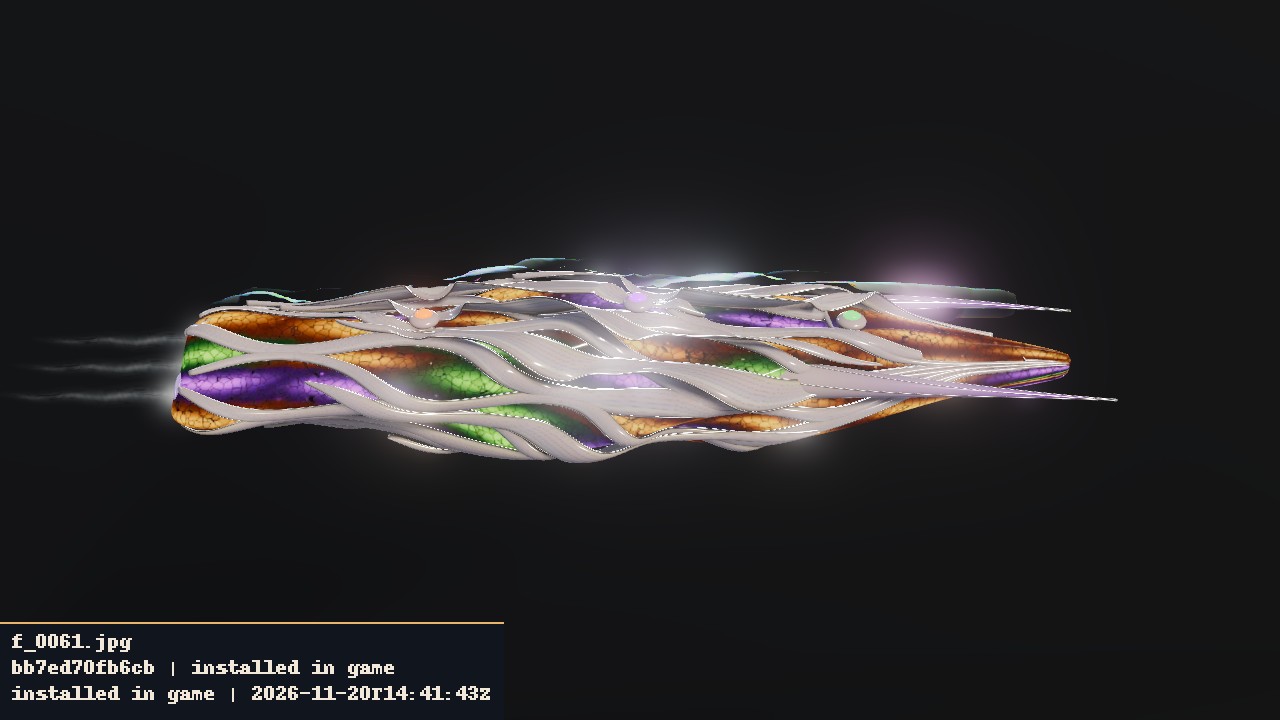 f_0061.jpg
bb7ed70fb6cb | installed in game
installed in game | 2026-11-20T14:41:43Z